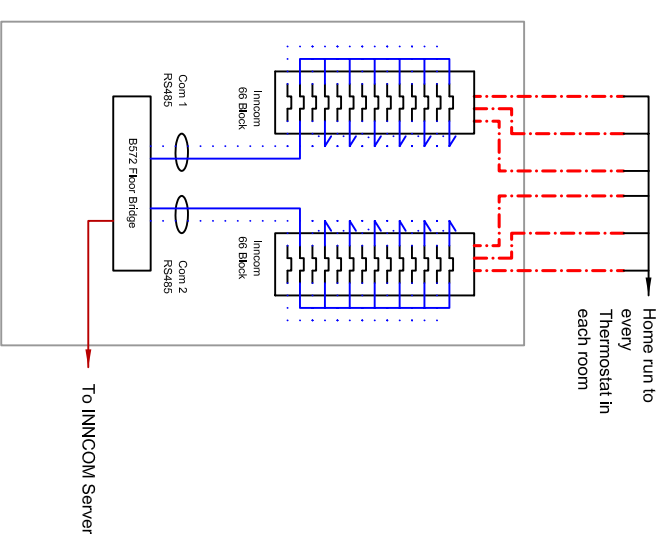 Home run to
every
Thermostat in
each room
Com 1
RS485
Inncom
66 Block
B572 Floor Bridge
Com 2
RS485
Inncom
66 Block
To INNCOM Server